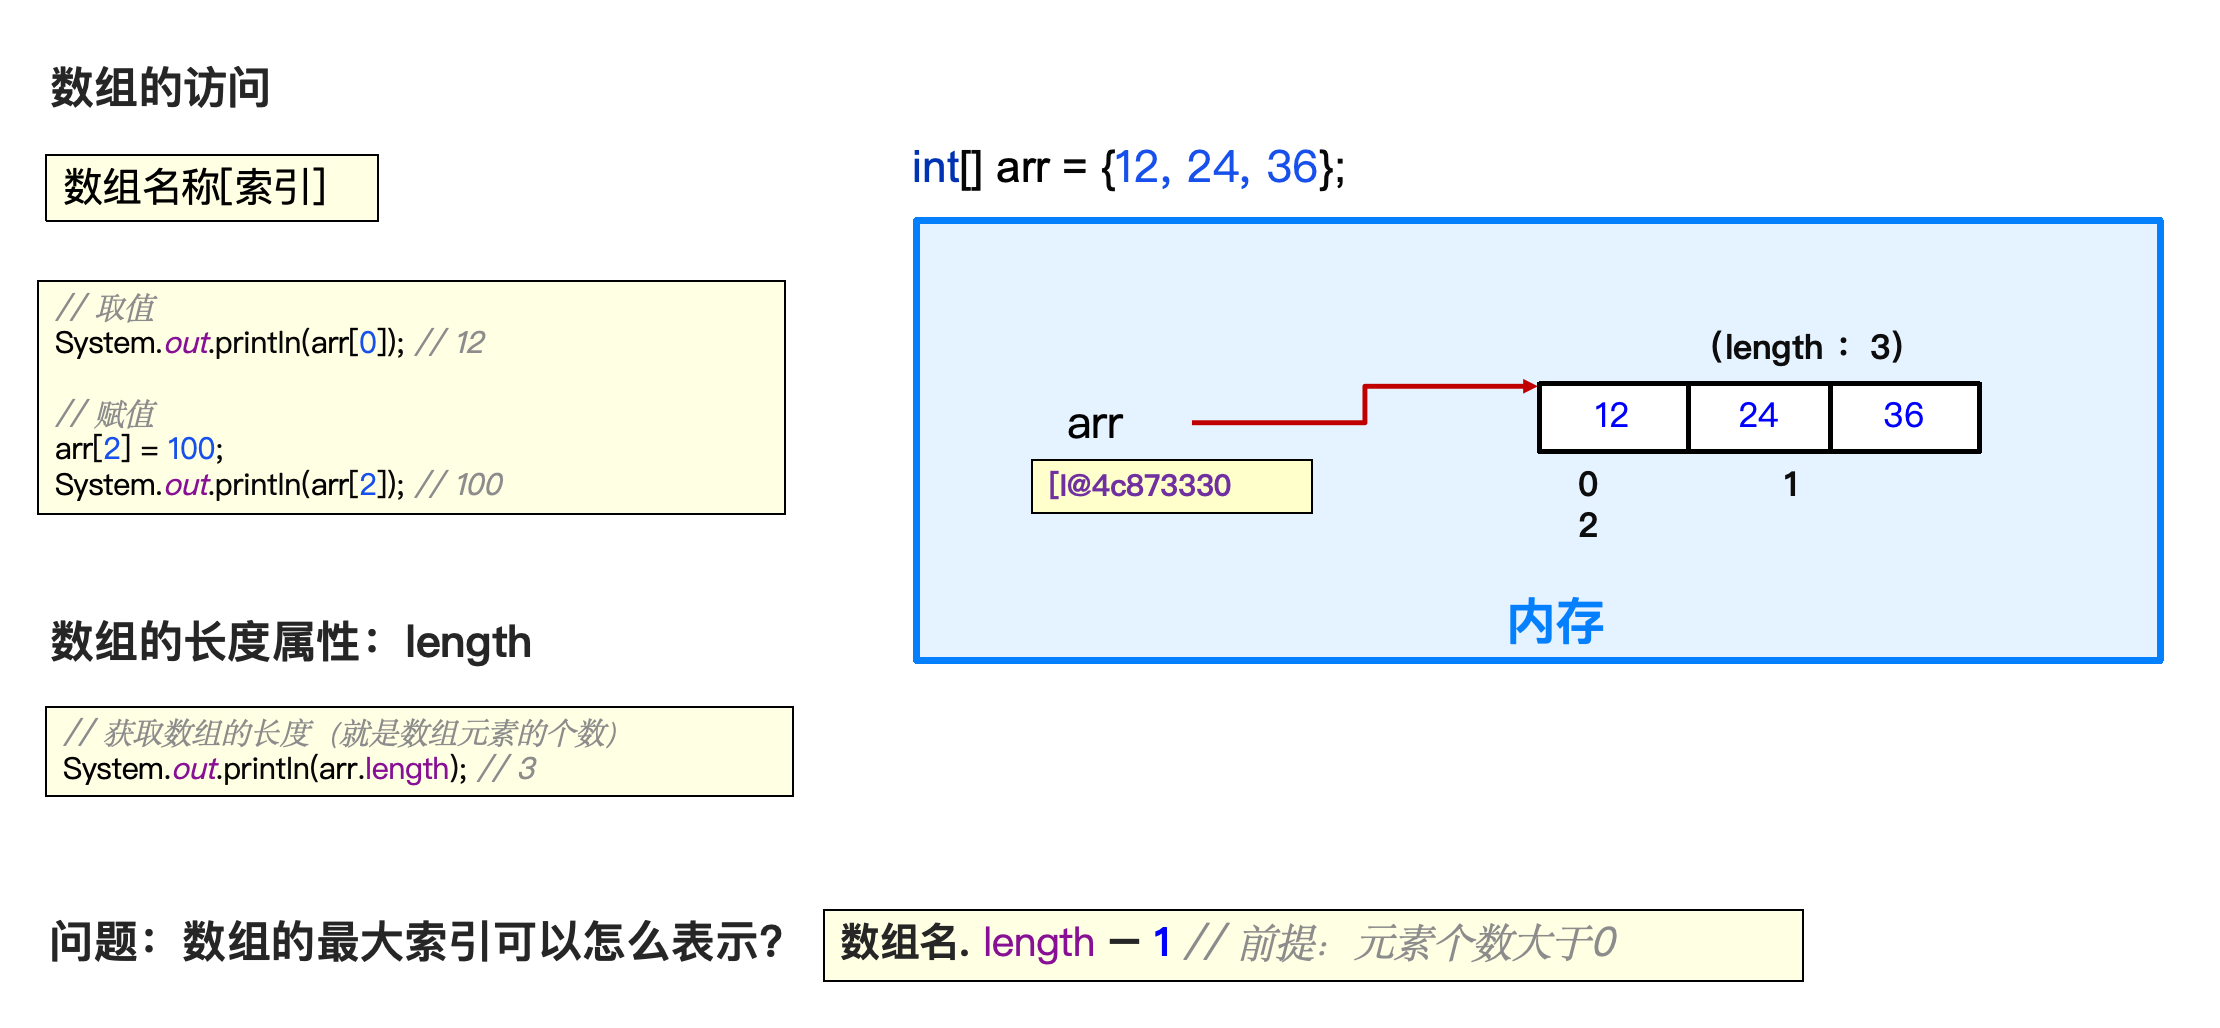 数组的访问
数组名称[索引]
// 取值
System.out.println(arr[0]); // 12
// 赋值
arr[2] = 100;
System.out.println(arr[2]); // 100
数组的长度属性：length
// 获取数组的长度（就是数组元素的个数）
System.out.println(arr.length); // 3
int[] arr = {12, 24, 36};
（length ： 3）
arr
12 24 36
[I@4c873330
0 1
2
内存
问题：数组的最大索引可以怎么表示?
数组名. length – 1 // 前提：元素个数大于0